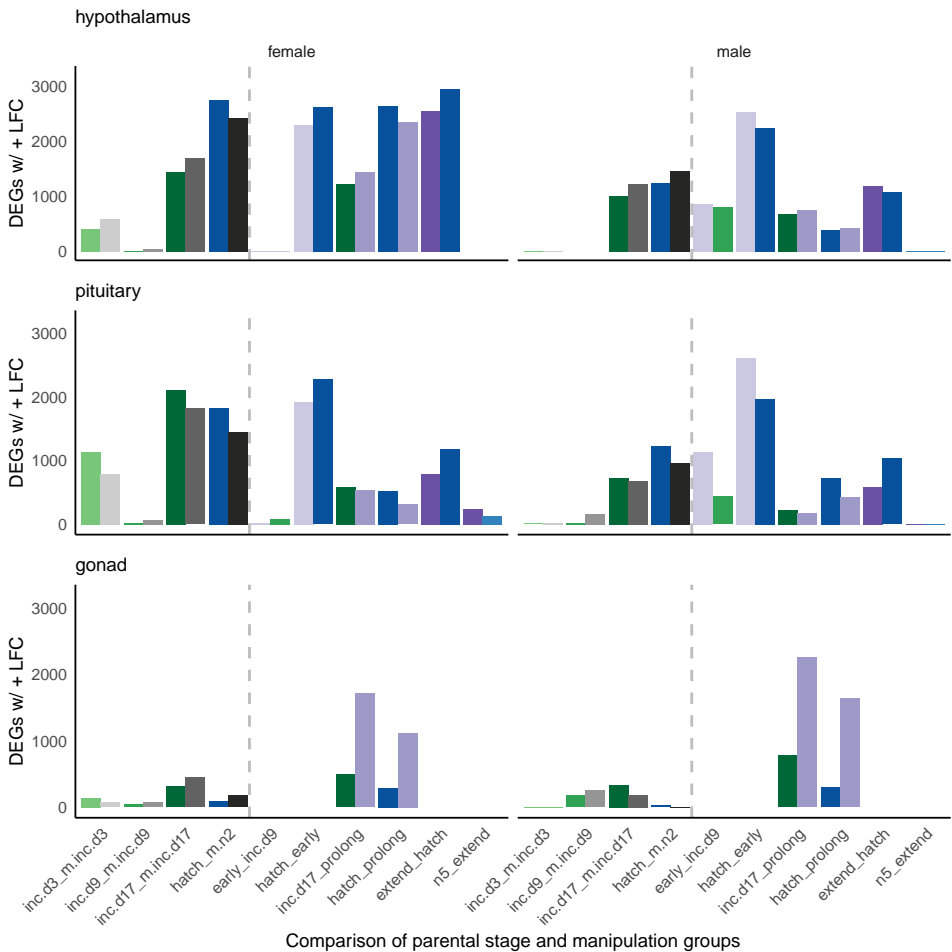 hypothalamus
female
male
DEGs w/ + LFC
3000
2000
1000
0
pituitary
DEGs w/ + LFC
3000
2000
1000
0
gonad
DEGs w/ + LFC
3000
2000
1000
0
inc.d3_m.inc.d3
inc.d9_m.inc.d9
inc.d17_m.inc.d17
hatch_m.n2
early_inc.d9
hatch_early
inc.d17_prolong
hatch_prolong
extend_hatch
n5_extend
inc.d3_m.inc.d3
inc.d9_m.inc.d9
inc.d17_m.inc.d17
hatch_m.n2
early_inc.d9
hatch_early
inc.d17_prolong
hatch_prolong
extend_hatch
n5_extend
Comparison of parental stage and manipulation groups